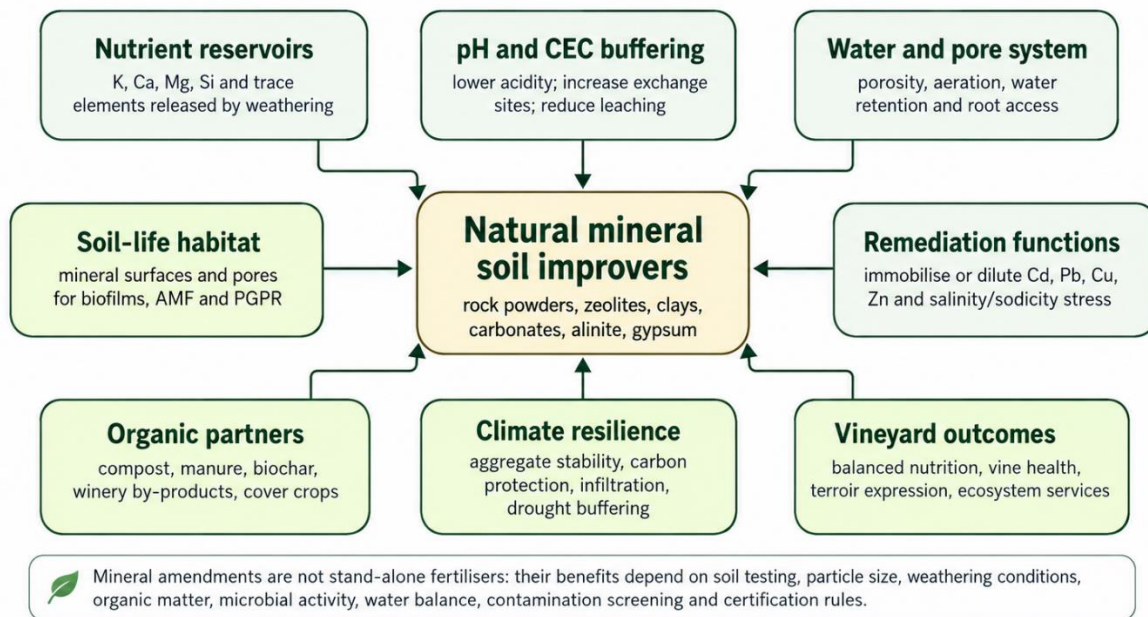 Nutrient reservoirs
K, Ca, Mg, Si and trace
elements released by weathering
pH and CEC buffering
lower acidity; increase exchange
sites; reduce leaching
Water and pore system
porosity, aeration, water
retention and root access
Soil-life habitat
mineral surfaces and pores
for biofilms, AMF and PGPR
Natural mineral
soil improvers
rock powders, zeolites, clays,
carbonates, alinite, gypsum
Remediation functions
immobilise or dilute Cd, Pb, Cu,
Zn and salinity/sodicity stress
Organic partners
compost, manure, biochar,
winery by-products, cover crops
Climate resilience
aggregate stability, carbon
protection, infiltration,
drought buffering
Vineyard outcomes
balanced nutrition, vine health,
terroir expression, ecosystem services
Mineral amendments are not stand-alone fertilisers: their benefits depend on soil testing, particle size, weathering conditions,
organic matter, microbial activity, water balance, contamination screening and certification rules.